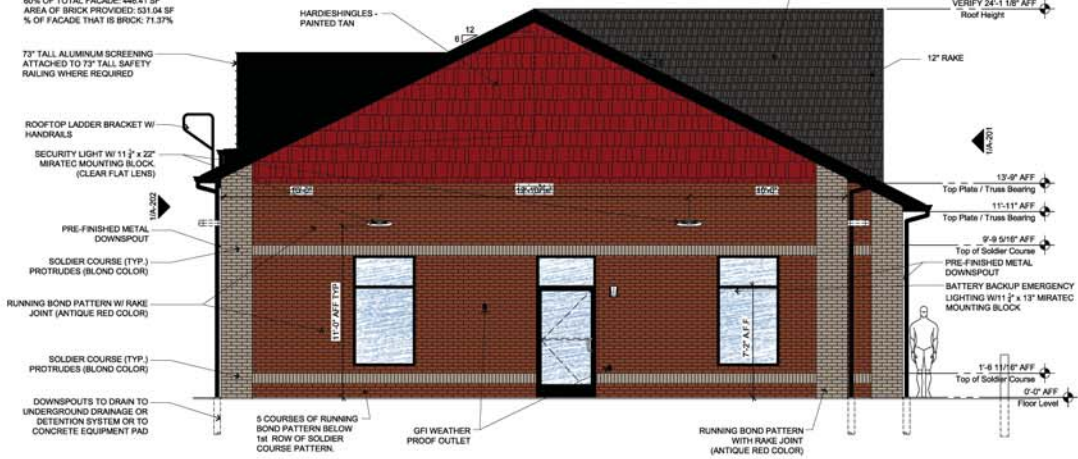 60% OF TOTAL FACADE: 446.41 SF
AREA OF BRICK PROVIDED: 531.04 SF
% OF FACADE THAT IS BRICK: 71.37%
HARDIESHINGLES -
PAINTED TAN
12
6
VERIFY 24'-1 1/8" AFF
Roof Height
73" TALL ALUMINUM SCREENING
ATTACHED TO 73" TALL SAFETY
RAILING WHERE REQUIRED
12" RAKE
ROOFTOP LADDER BRACKET W/
HANDRAILS
SECURITY LIGHT W/ 11 1/2" x 22"
MIRATEC MOUNTING BLOCK.
(CLEAR FLAT LENS)
1/A-201
1/A-202
10'-0"
10'-0"
13'-9" AFF
Top Plate / Truss Bearing
11'-11" AFF
Top Plate / Truss Bearing
PRE-FINISHED METAL
DOWNSPOUT
SOLDIER COURSE (TYP.)
PROTRUDES (BLOND COLOR)
9'-9 5/16" AFF
Top of Soldier Course
PRE-FINISHED METAL
DOWNSPOUT
BATTERY BACKUP EMERGENCY
LIGHTING W/11 1/2" x 13" MIRATEC
MOUNTING BLOCK
RUNNING BOND PATTERN W/ RAKE
JOINT (ANTIQUE RED COLOR)
11'-0" AFF TYP
7'-2" A.F.F
SOLDIER COURSE (TYP.)
PROTRUDES (BLOND COLOR)
1'-6 11/16" AFF
Top of Soldier Course
0'-0" AFF
Floor Level
DOWNSPOUTS TO DRAIN TO
UNDERGROUND DRAINAGE OR
DETENTION SYSTEM OR TO
CONCRETE EQUIPMENT PAD
5 COURSES OF RUNNING
BOND PATTERN BELOW
1st ROW OF SOLDIER
COURSE PATTERN.
GFI WEATHER
PROOF OUTLET
RUNNING BOND PATTERN
WITH RAKE JOINT
(ANTIQUE RED COLOR)